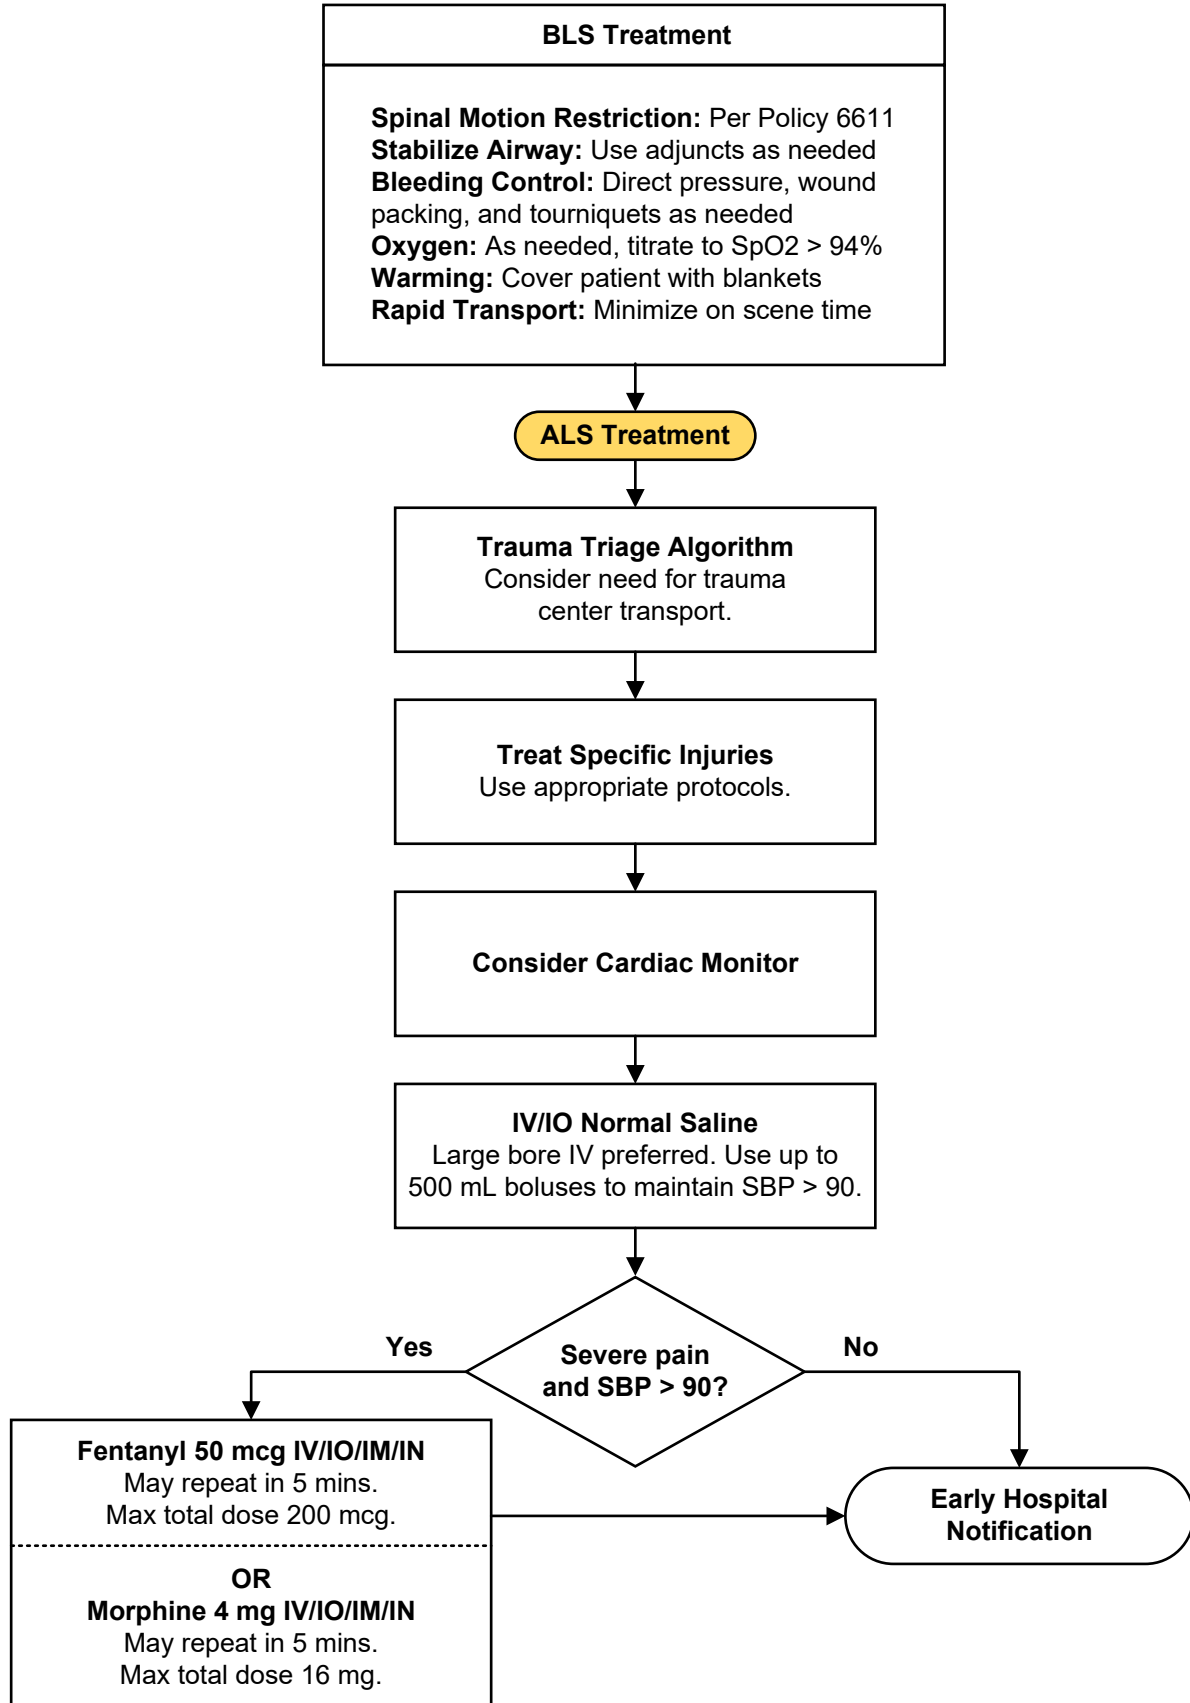 BLS Treatment
Spinal Motion Restriction: Per Policy 6611
Stabilize Airway: Use adjuncts as needed
Bleeding Control: Direct pressure, wound
packing, and tourniquets as needed
Oxygen: As needed, titrate to SpO2 > 94%
Warming: Cover patient with blankets
Rapid Transport: Minimize on scene time
ALS Treatment
Trauma Triage Algorithm
Consider need for trauma
center transport.
Treat Specific Injuries
Use appropriate protocols.
Consider Cardiac Monitor
IV/IO Normal Saline
Large bore IV preferred. Use up to
500 mL boluses to maintain SBP > 90.
Severe pain
and SBP > 90?
Yes
No
Fentanyl 50 mcg IV/IO/IM/IN
May repeat in 5 mins.
Max total dose 200 mcg.
OR
Morphine 4 mg IV/IO/IM/IN
May repeat in 5 mins.
Max total dose 16 mg.
Early Hospital
Notification